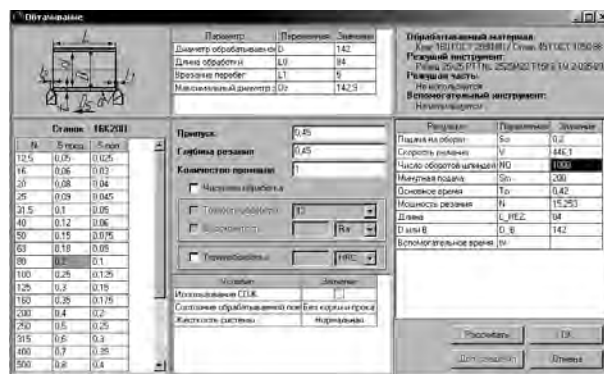 Обтачивание
Параметр Переменная Значение
Диаметр обрабатываемой D 142
Длина обработки L0 84
Врезание перебег L1 5
Максимальный диаметр з Dz 142,9
Обрабатываемый материал:
Режущий инструмент:
Режущая часть:
Не используется
Вспомогательный инструмент:
Не используется
Станок 16К20П
N S прод S поп
12,5 0,05 0,025
16 0,06 0,03
20 0,08 0,04
25 0,09 0,045
31,5 0,1 0,05
40 0,12 0,06
50 0,15 0,075
63 0,18 0,09
80 0,2 0,1
100 0,25 0,125
125 0,3 0,15
160 0,35 0,175
200 0,4 0,2
250 0,5 0,25
315 0,6 0,3
400 0,7 0,35
500 0,8 0,4
Припуск 0,45
Глубина резания 0,45
Количество проходов 1
Чистовая обработка
Ra
Термообработка HRC
Условие Значение
Использование СОЖ
Состояние обрабатываемой пов Без корки и прока
Жесткость системы Нормальная
Результат Переменная Значение
Подача на оборот So 0,2
Скорость резания V 446,1
Число оборотов шпинделя NO 1000
Минутная подача Sm 200
Основное время To 0,42
Мощность резания N 15,253
Длина L_REZ 84
D или B D_B 142
Вспомогательное время tv
Рассчитать
Отмена